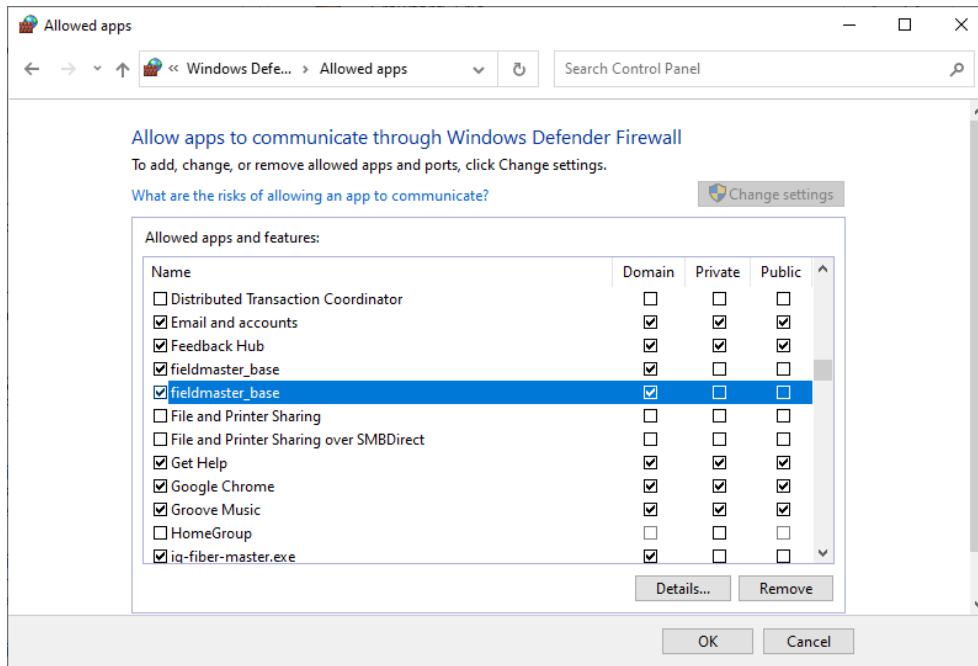 Allowed apps
« Windows Defe... › Allowed apps
Search Control Panel
Allow apps to communicate through Windows Defender Firewall
To add, change, or remove allowed apps and ports, click Change settings.
What are the risks of allowing an app to communicate?
Change settings
Allowed apps and features:
Name Domain Private Public
Distributed Transaction Coordinator
Email and accounts
Feedback Hub
fieldmaster_base
fieldmaster_base
File and Printer Sharing
File and Printer Sharing over SMBDirect
Get Help
Google Chrome
Groove Music
HomeGroup
iq-fiber-master.exe
Details... Remove
OK Cancel